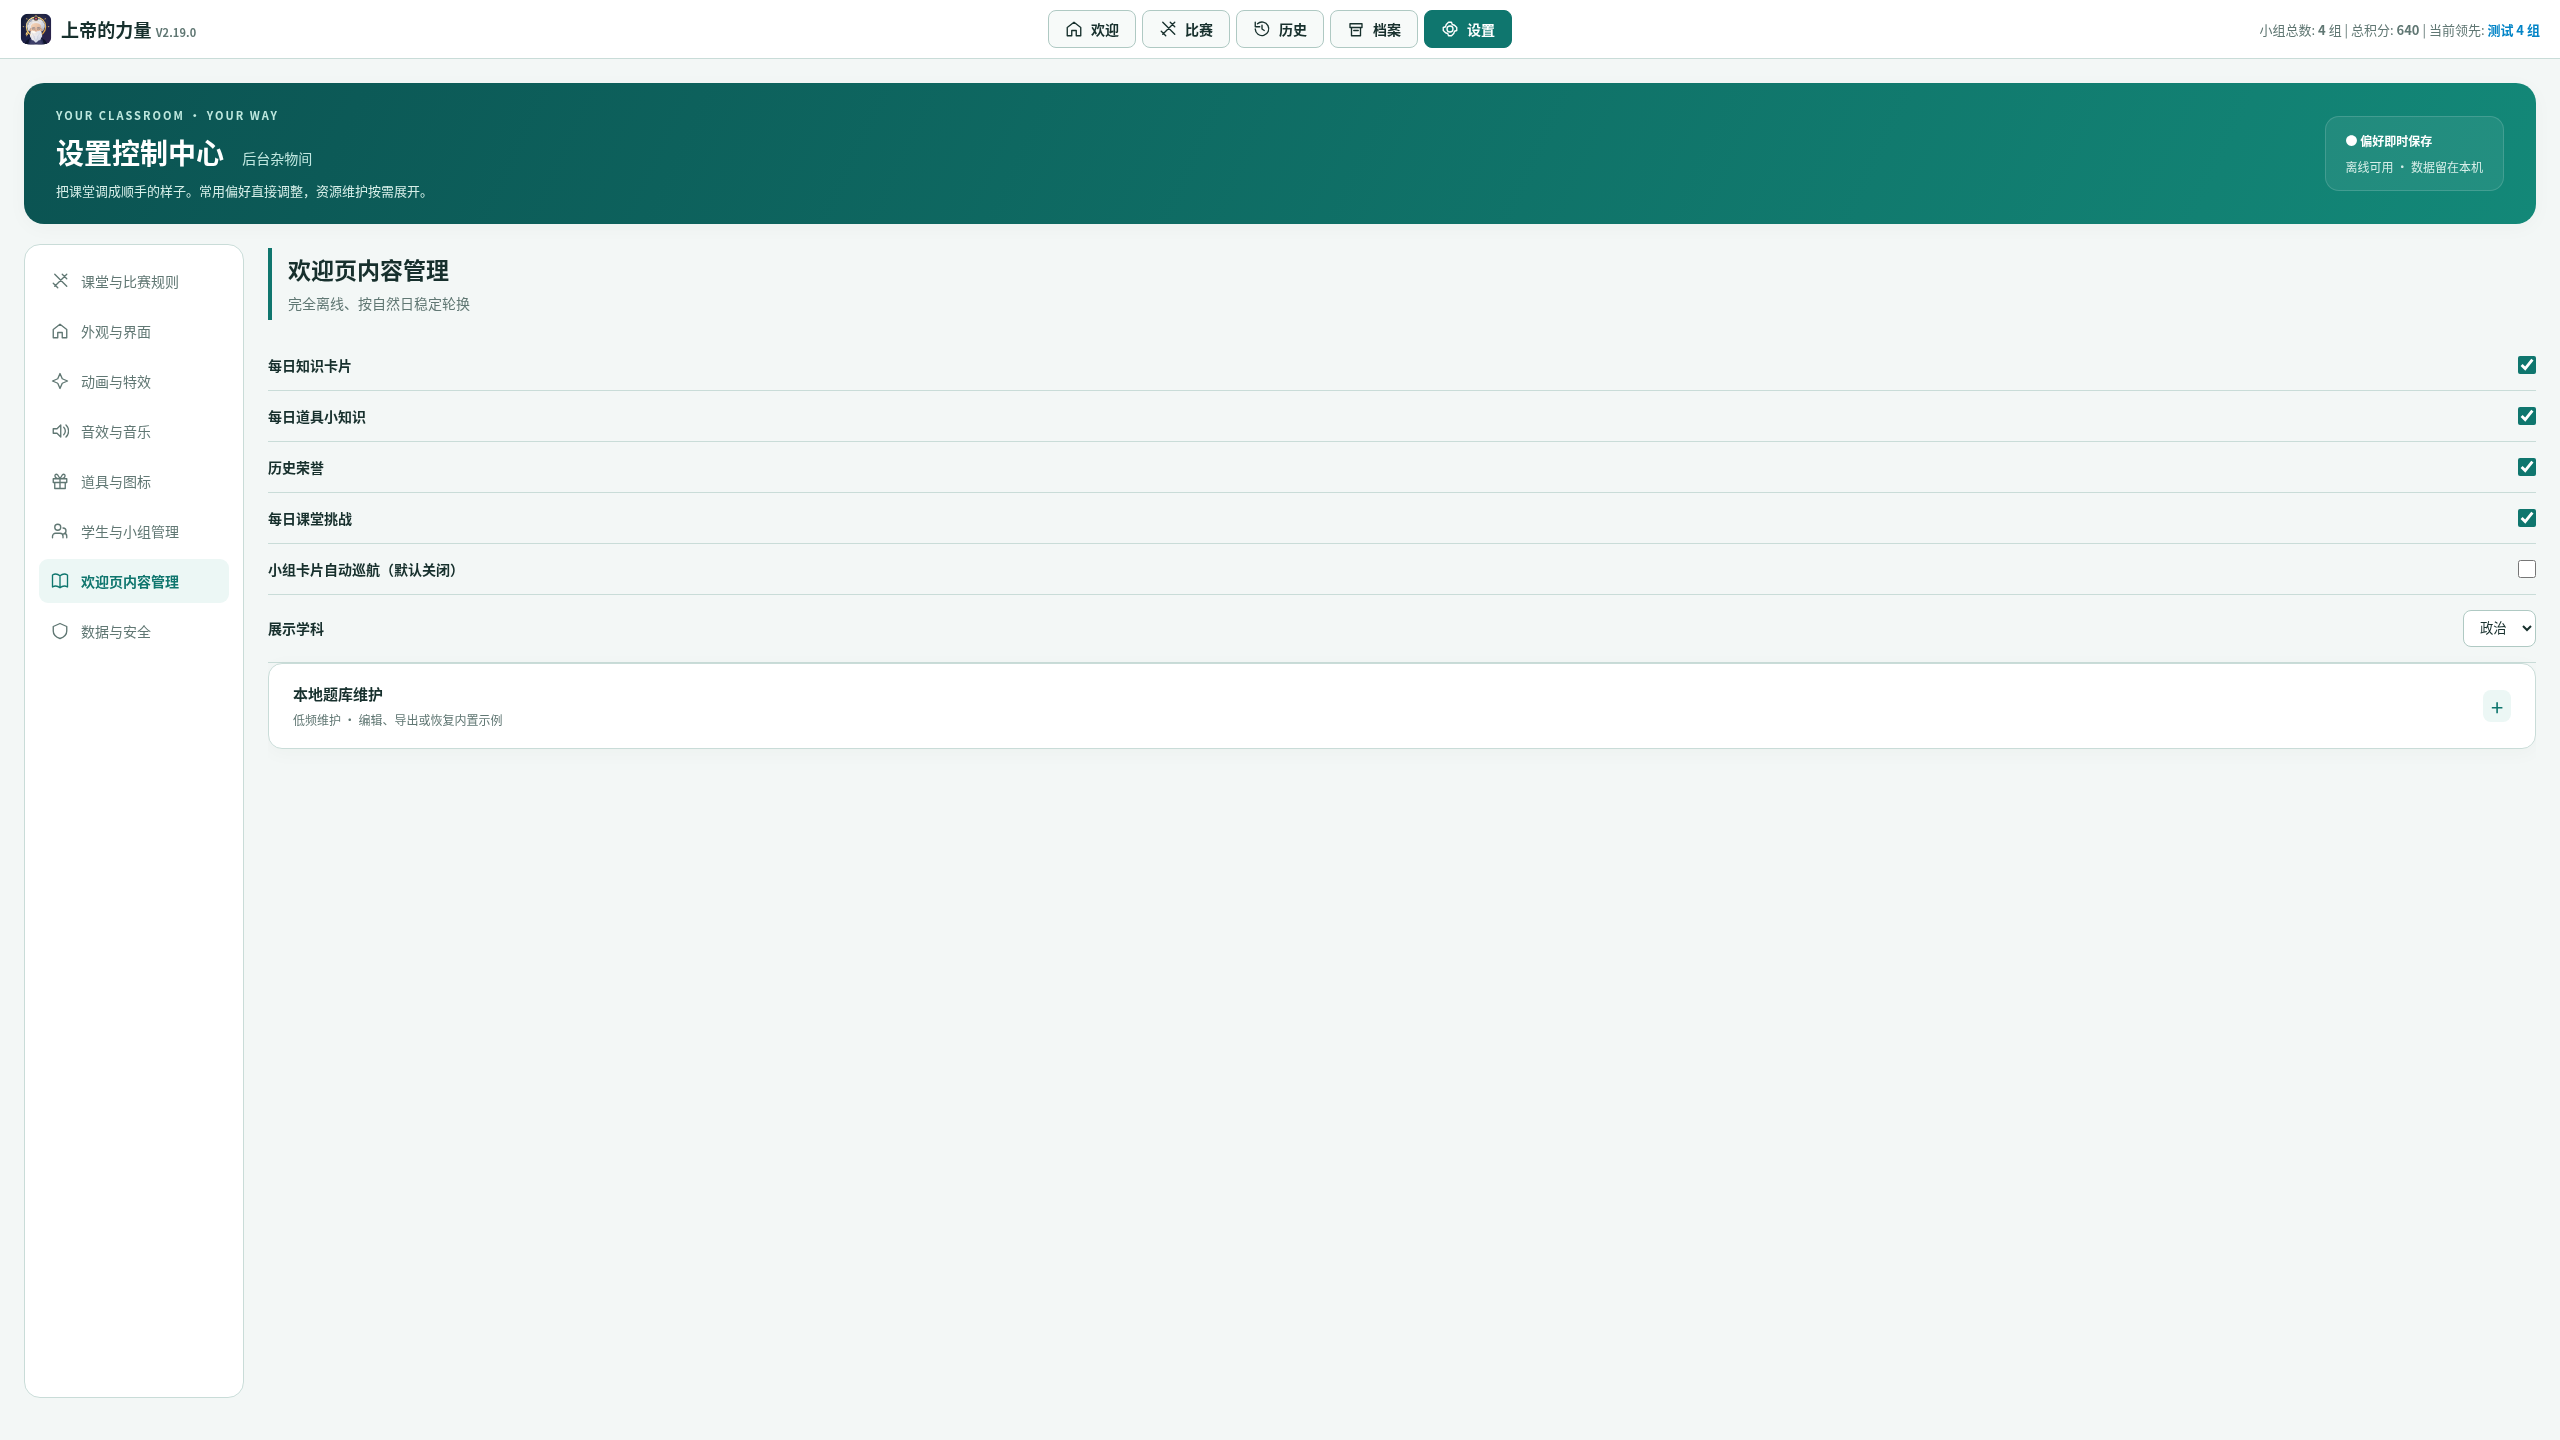 上帝的力量 V2.19.0
欢迎
比赛
历史
档案
设置
小组总数: 4 组 | 总积分: 640 | 当前领先: 测试 4 组
YOUR CLASSROOM · YOUR WAY
设置控制中心 后台杂物间
把课堂调成顺手的样子。常用偏好直接调整，资源维护按需展开。
偏好即时保存
离线可用 · 数据留在本机
课堂与比赛规则
外观与界面
动画与特效
音效与音乐
道具与图标
学生与小组管理
欢迎页内容管理
数据与安全
欢迎页内容管理
完全离线、按自然日稳定轮换
每日知识卡片
每日道具小知识
历史荣誉
每日课堂挑战
小组卡片自动巡航（默认关闭）
展示学科
政治
本地题库维护
低频维护 · 编辑、导出或恢复内置示例
+